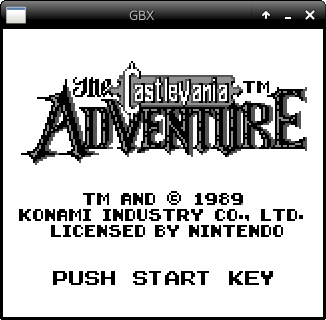 GBX
The Castlevania TM
ADVENTURE
TM AND © 1989
KONAMI INDUSTRY CO., LTD.
LICENSED BY NINTENDO
PUSH START KEY